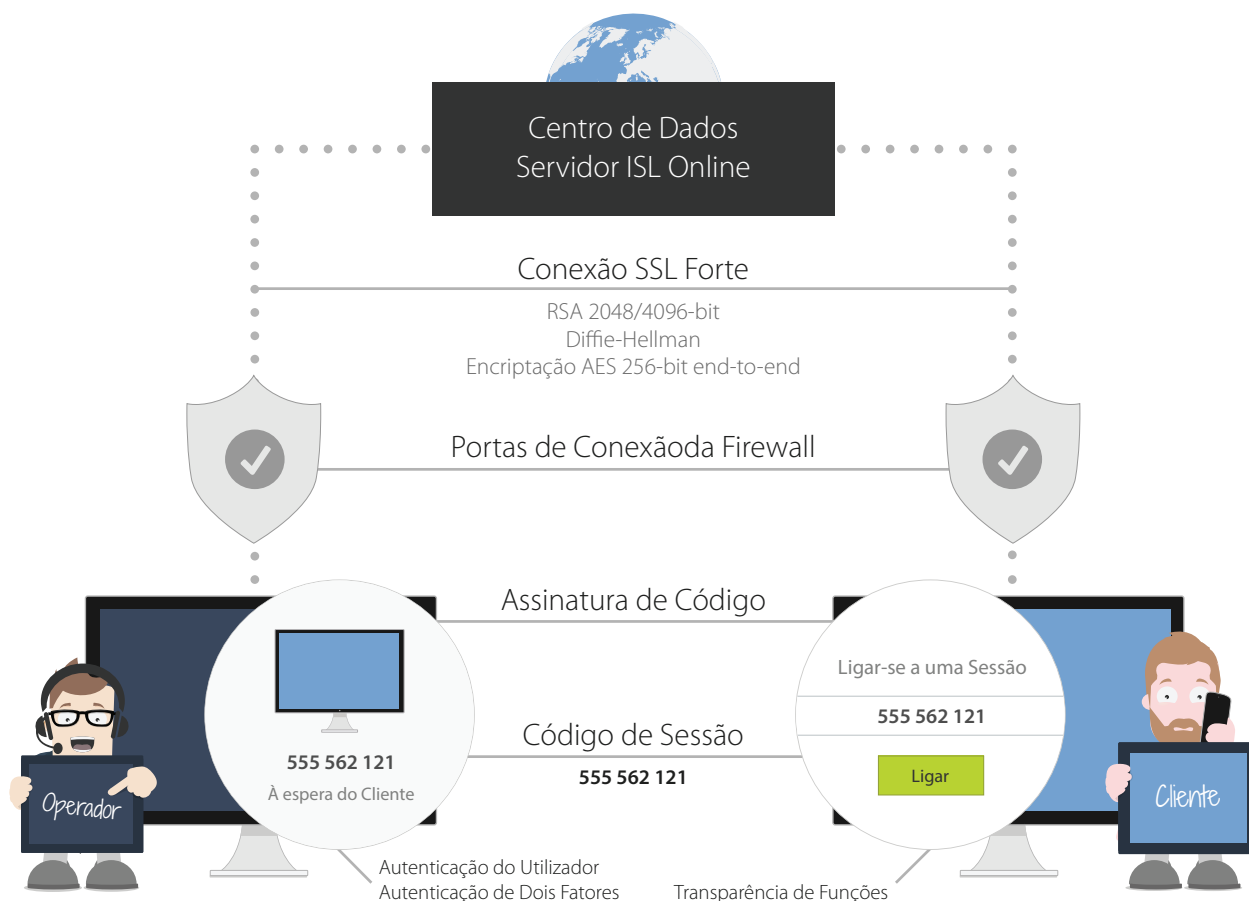 Centro de Dados
Servidor ISL Online
Conexão SSL Forte
RSA 2048/4096-bit
Diffie-Hellman
Encriptação AES 256-bit end-to-end
Portas de Conexãoda Firewall
Assinatura de Código
Ligar-se a uma Sessão
555 562 121
Ligar
Código de Sessão
555 562 121
555 562 121
À espera do Cliente
Operador
Cliente
Autenticação do Utilizador
Autenticação de Dois Fatores
Transparência de Funções